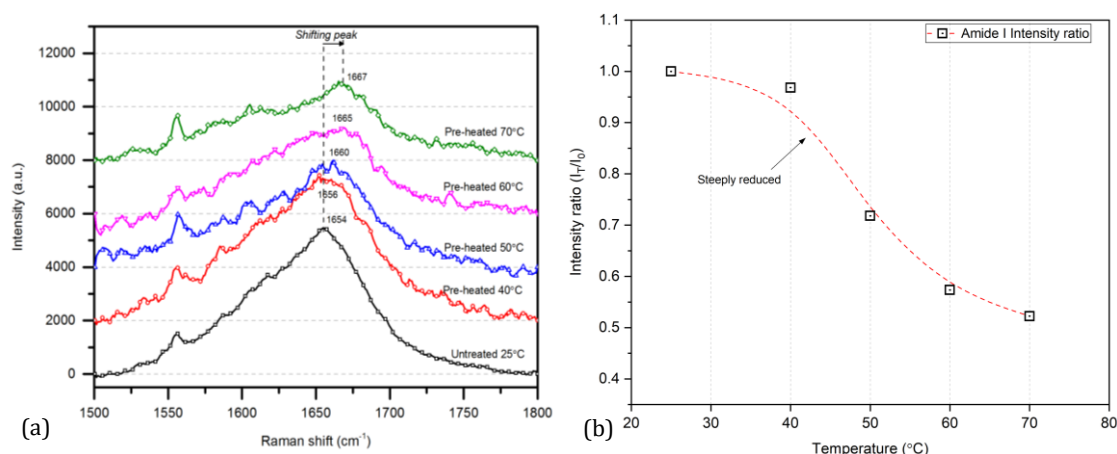 Shifting peak
12000
10000
8000
6000
4000
2000
0
Intensity (a.u.)
1667
Pre-heated 70°C
1665
Pre-heated 60°C
1660
1656
Pre-heated 50°C
1654
Pre-heated 40°C
Untreated 25°C
1500 1550 1600 1650 1700 1750 1800
Raman shift (cm⁻¹)
(a)
Amide I Intensity ratio
1.0
0.9
0.8
0.7
0.6
0.5
0.4
Intensity ratio (I_T/I_0)
Steeply reduced
20 30 40 50 60 70 80
Temperature (°C)
(b)